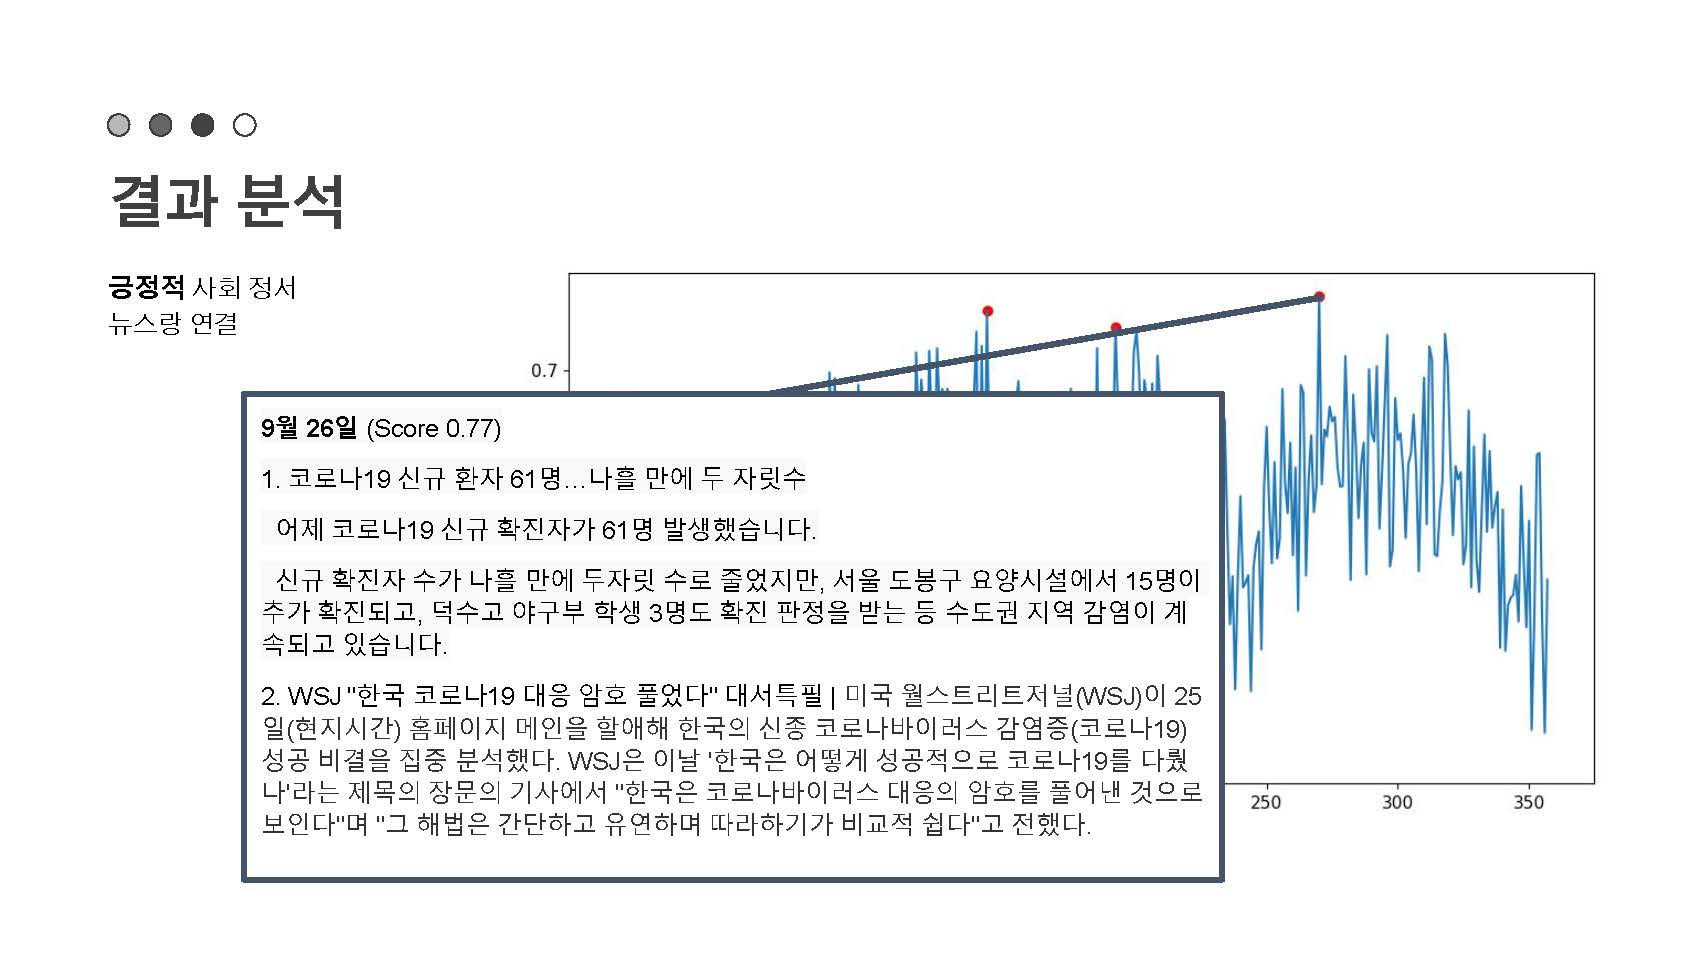 결과 분석
긍정적 사회 정서
뉴스랑 연결
0.7
9월 26일 (Score 0.77)
1. 코로나19 신규 환자 61명…나흘 만에 두 자릿수
어제 코로나19 신규 확진자가 61명 발생했습니다.
신규 확진자 수가 나흘 만에 두자릿 수로 줄었지만, 서울 도봉구 요양시설에서 15명이
추가 확진되고, 덕수고 야구부 학생 3명도 확진 판정을 받는 등 수도권 지역 감염이 계
속되고 있습니다.
2. WSJ "한국 코로나19 대응 암호 풀었다" 대서특필 | 미국 월스트리트저널(WSJ)이 25
일(현지시간) 홈페이지 메인을 할애해 한국의 신종 코로나바이러스 감염증(코로나19)
성공 비결을 집중 분석했다. WSJ은 이날 '한국은 어떻게 성공적으로 코로나19를 다뤘
나'라는 제목의 장문의 기사에서 "한국은 코로나바이러스 대응의 암호를 풀어낸 것으로
보인다"며 "그 해법은 간단하고 유연하며 따라하기가 비교적 쉽다"고 전했다.
250 300 350